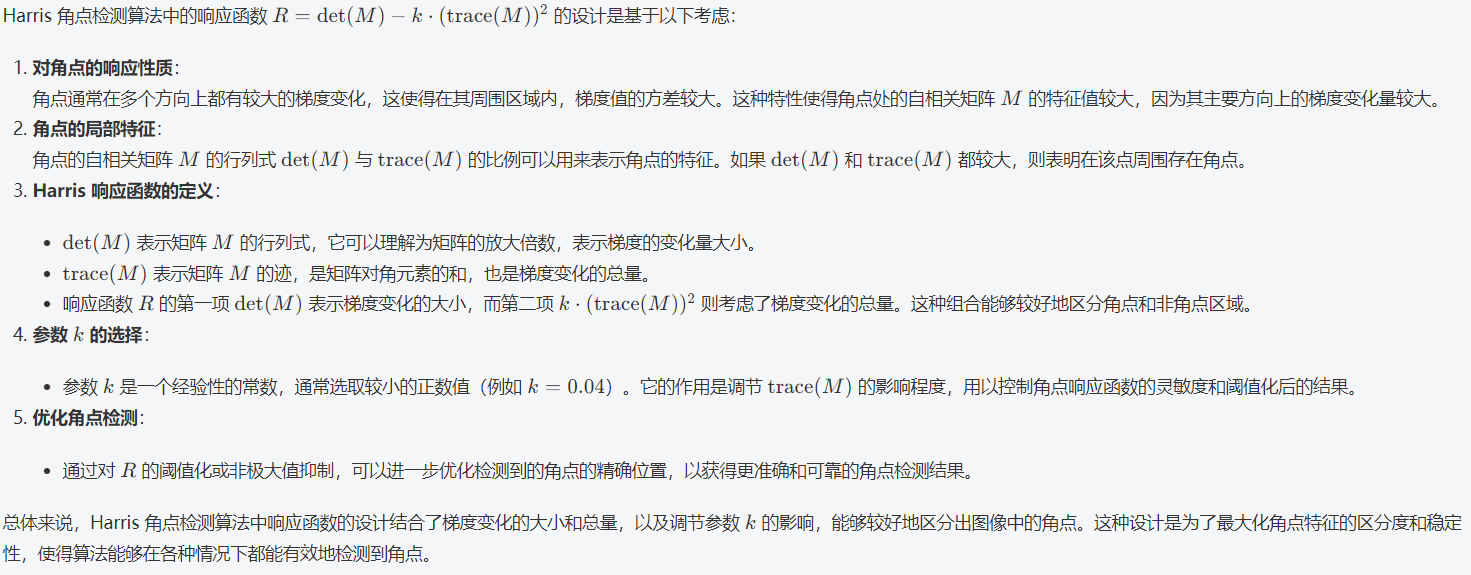 Harris 角点检测算法中的响应函数 R = det(M) − k · (trace(M))² 的设计是基于以下考虑：
1. 对角点的响应性质：
角点通常在多个方向上都有较大的梯度变化，这使得在其周围区域内，梯度值的方差较大。这种特性使得角点处的自相关矩阵 M 的特征值较大，因为其主要方向上的梯度变化量较大。
2. 角点的局部特征：
角点的自相关矩阵 M 的行列式 det(M) 与 trace(M) 的比例可以用来表示角点的特征。如果 det(M) 和 trace(M) 都较大，则表明在该点周围存在角点。
3. Harris 响应函数的定义：
• det(M) 表示矩阵 M 的行列式，它可以理解为矩阵的放大倍数，表示梯度的变化量大小。
• trace(M) 表示矩阵 M 的迹，是矩阵对角元素的和，也是梯度变化的总量。
• 响应函数 R 的第一项 det(M) 表示梯度变化的大小，而第二项 k · (trace(M))² 则考虑了梯度变化的总量。这种组合能够较好地区分角点和非角点区域。
4. 参数 k 的选择：
• 参数 k 是一个经验性的常数，通常选取较小的正数值（例如 k = 0.04）。它的作用是调节 trace(M) 的影响程度，用以控制角点响应函数的灵敏度和阈值化后的结果。
5. 优化角点检测：
• 通过对 R 的阈值化或非极大值抑制，可以进一步优化检测到的角点的精确位置，以获得更准确和可靠的角点检测结果。
总体来说，Harris 角点检测算法中响应函数的设计结合了梯度变化的大小和总量，以及调节参数 k 的影响，能够较好地区分出图像中的角点。这种设计是为了最大化角点特征的区分度和稳定
性，使得算法能够在各种情况下都能有效地检测到角点。